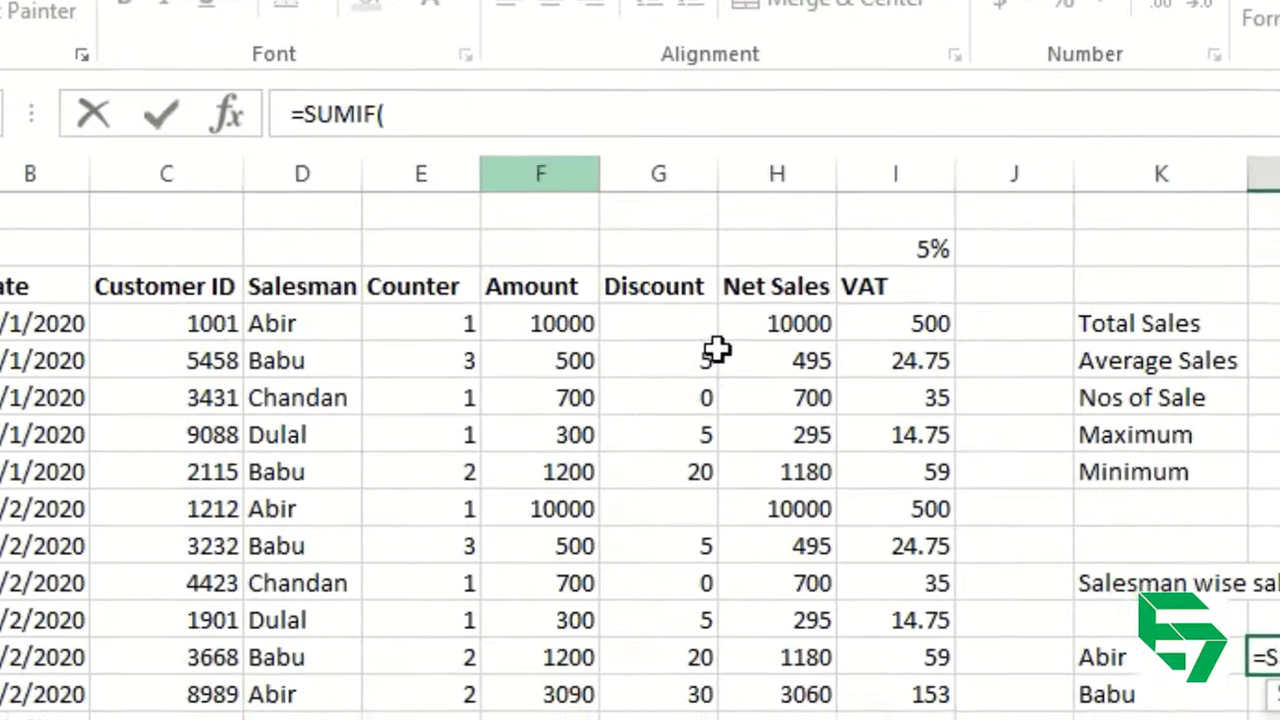 Painter Merge & Center $ % .00
Form
Font Alignment Number
fx =SUMIF(
B C D E F G H I J K
5%
ate Customer ID Salesman Counter Amount Discount Net Sales VAT
/1/2020 1001 Abir 1 10000 10000 500 Total Sales
/1/2020 5458 Babu 3 500 5 495 24.75 Average Sales
/1/2020 3431 Chandan 1 700 0 700 35 Nos of Sale
/1/2020 9088 Dulal 1 300 5 295 14.75 Maximum
/1/2020 2115 Babu 2 1200 20 1180 59 Minimum
/2/2020 1212 Abir 1 10000 10000 500
/2/2020 3232 Babu 3 500 5 495 24.75
/2/2020 4423 Chandan 1 700 0 700 35 Salesman wise sal
/2/2020 1901 Dulal 1 300 5 295 14.75
/2/2020 3668 Babu 2 1200 20 1180 59 Abir =S
/2/2020 8989 Abir 2 3090 30 3060 153 Babu